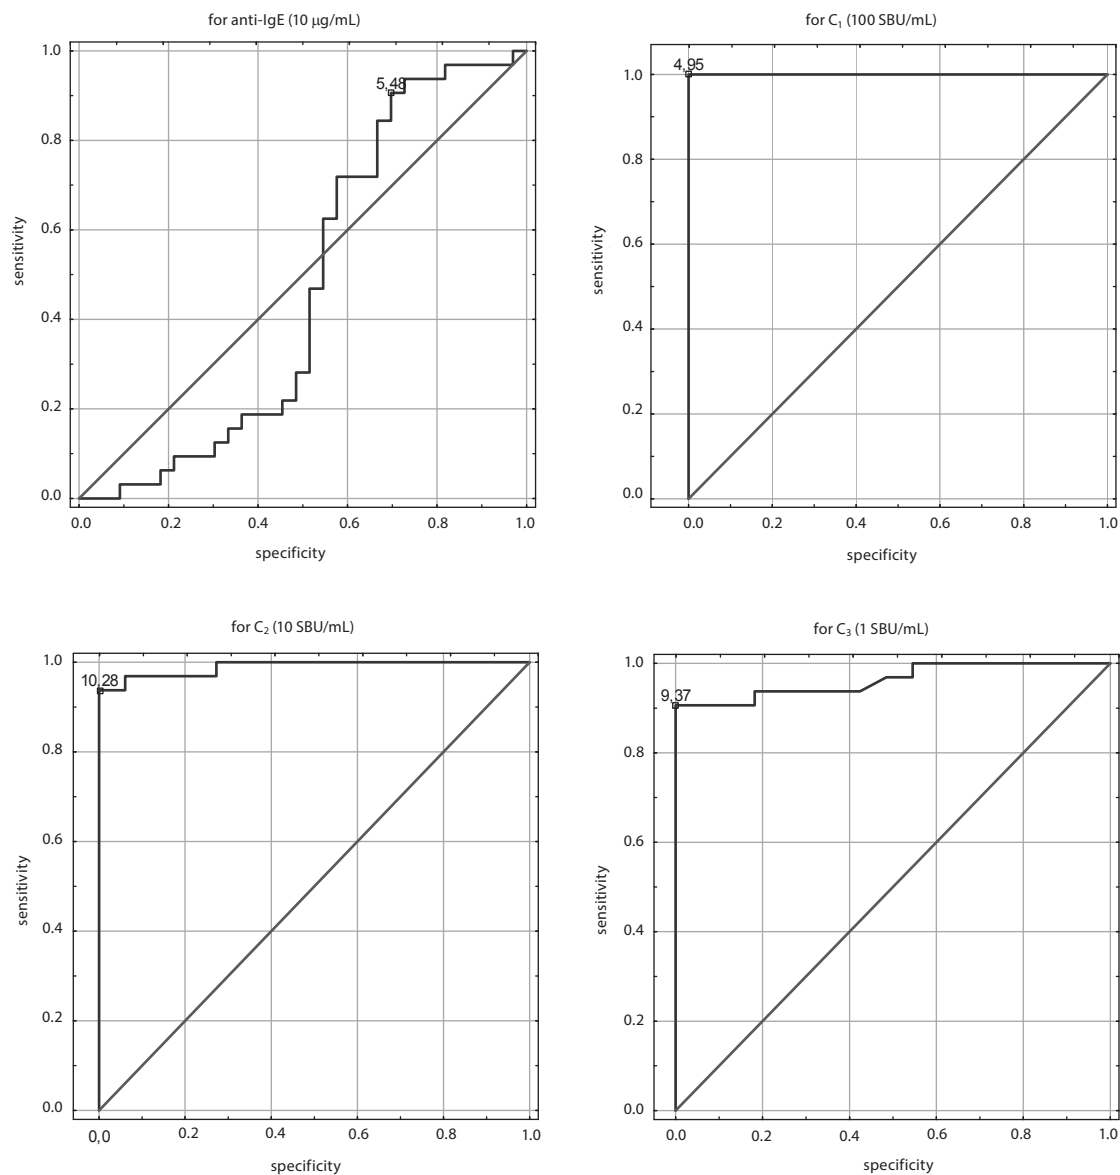 for anti-IgE (10 μg/mL)
1.0
0.8
0.6
0.4
0.2
0.0
sensitivity
5,48
0.0 0.2 0.4 0.6 0.8 1.0
specificity
for C₁ (100 SBU/mL)
1.0
0.8
0.6
0.4
0.2
0.0
sensitivity
4,95
0.0 0.2 0.4 0.6 0.8 1.0
specificity
for C₂ (10 SBU/mL)
1.0
0.8
0.6
0.4
0.2
0.0
sensitivity
10,28
0,0 0.2 0.4 0.6 0.8 1.0
specificity
for C₃ (1 SBU/mL)
1.0
0.8
0.6
0.4
0.2
0.0
sensitivity
9,37
0.0 0.2 0.4 0.6 0.8 1.0
specificity